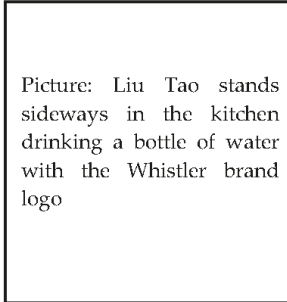 Picture: Liu Tao stands
sideways in the kitchen
drinking a bottle of water
with the Whistler brand
logo